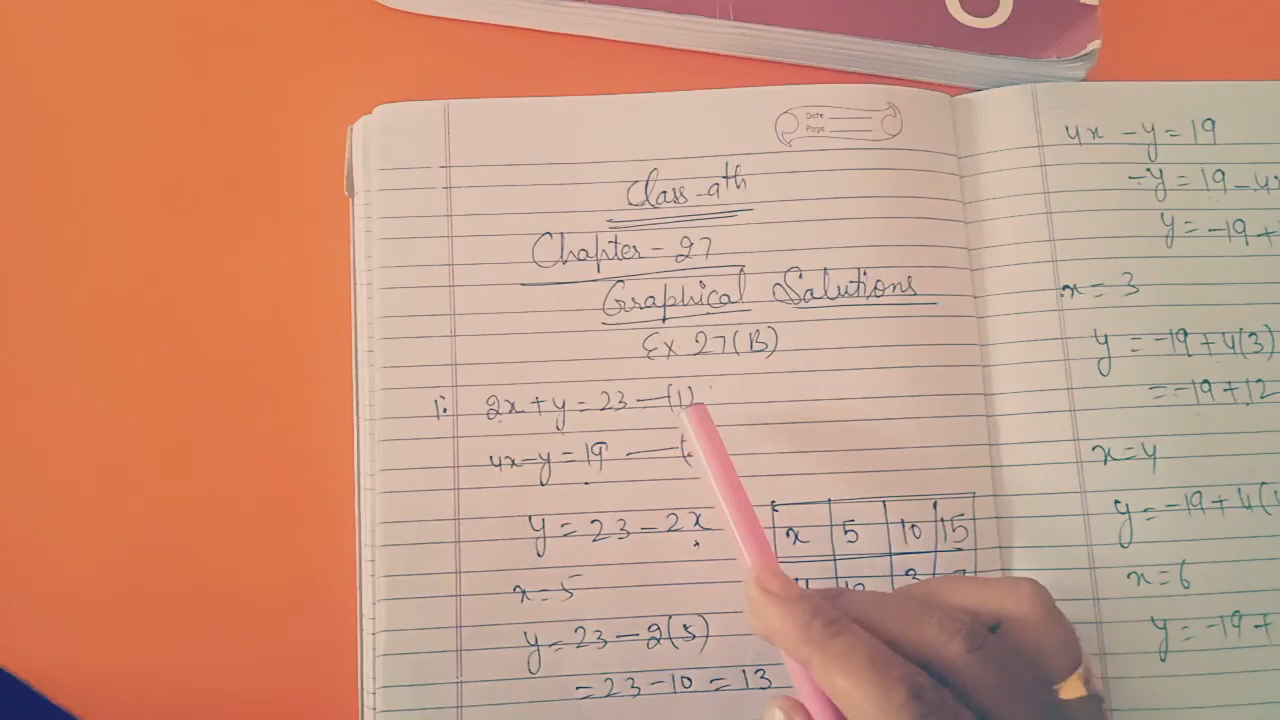 Date
Page
Class-9th
Chapter-27
Graphical Solutions
Ex 27(B)
1: 2x+y=23 —(1)
4x-y=19 —(
y=23-2x
x=5
y=23-2(5)
=23-10=13
x 5 10 15
4x-y=19
-y=19-4x
y=-19+
x=3
y=-19+4(3)
=-19+12
x=4
y=-19+4(
x=6
y=-19+